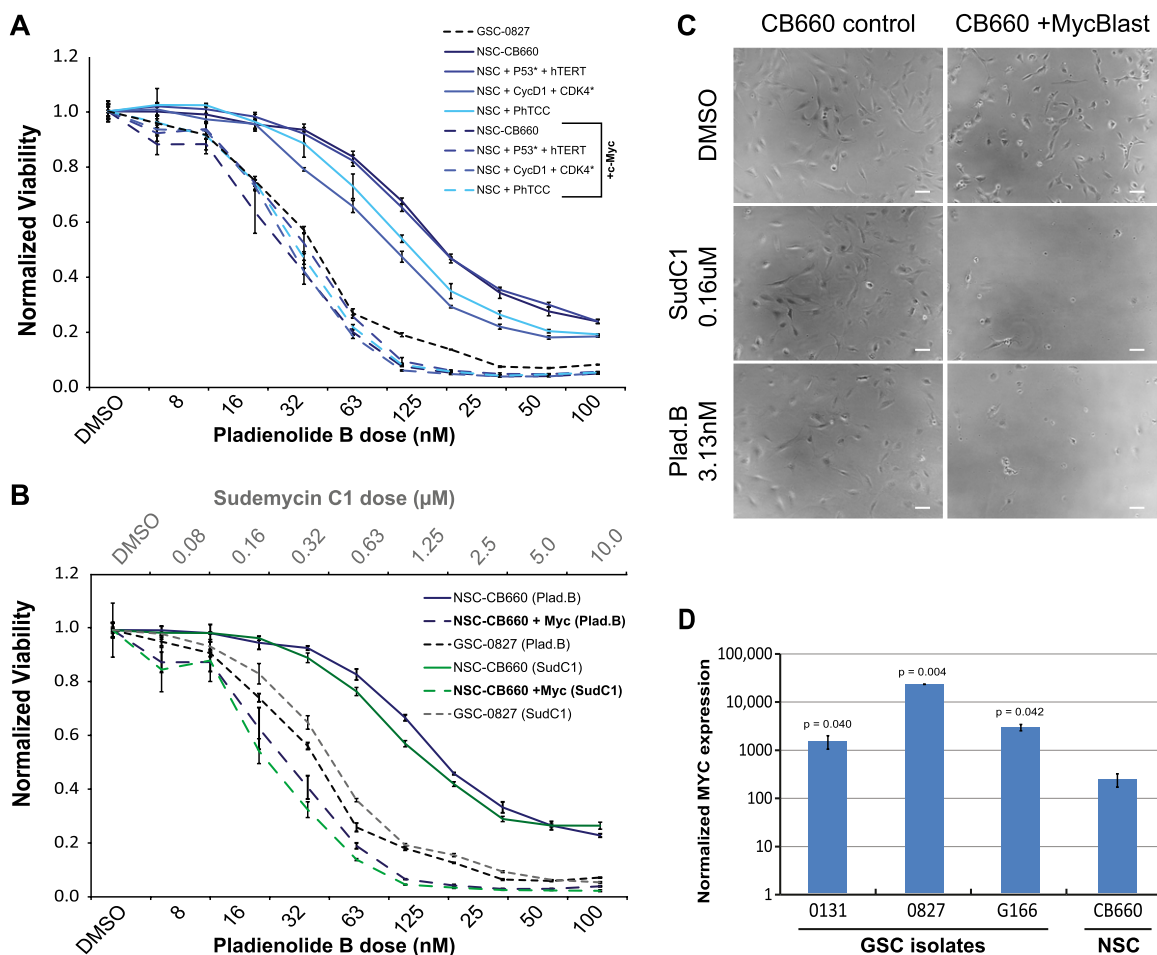 A
GSC-0827
NSC-CB660
NSC + P53* + hTERT
NSC + CycD1 + CDK4*
NSC + PhTCC
NSC-CB660
NSC + P53* + hTERT
NSC + CycD1 + CDK4*
NSC + PhTCC
+c-Myc
Normalized Viability
1.2
1.0
0.8
0.6
0.4
0.2
0.0
DMSO 8 16 32 63 125 25 50 100
Pladienolide B dose (nM)
B
Sudemycin C1 dose (µM)
DMSO 0.08 0.16 0.32 0.63 1.25 2.5 5.0 10.0
NSC-CB660 (Plad.B)
NSC-CB660 + Myc (Plad.B)
GSC-0827 (Plad.B)
NSC-CB660 (SudC1)
NSC-CB660 +Myc (SudC1)
GSC-0827 (SudC1)
Normalized Viability
1.2
1.0
0.8
0.6
0.4
0.2
0.0
DMSO 8 16 32 63 125 25 50 100
Pladienolide B dose (nM)
C
CB660 control CB660 +MycBlast
DMSO
SudC1
0.16uM
Plad.B
3.13nM
D
Normalized MYC expression
100,000
10,000
1000
100
10
1
p = 0.040
p = 0.004
p = 0.042
0131 0827 G166 CB660
GSC isolates NSC